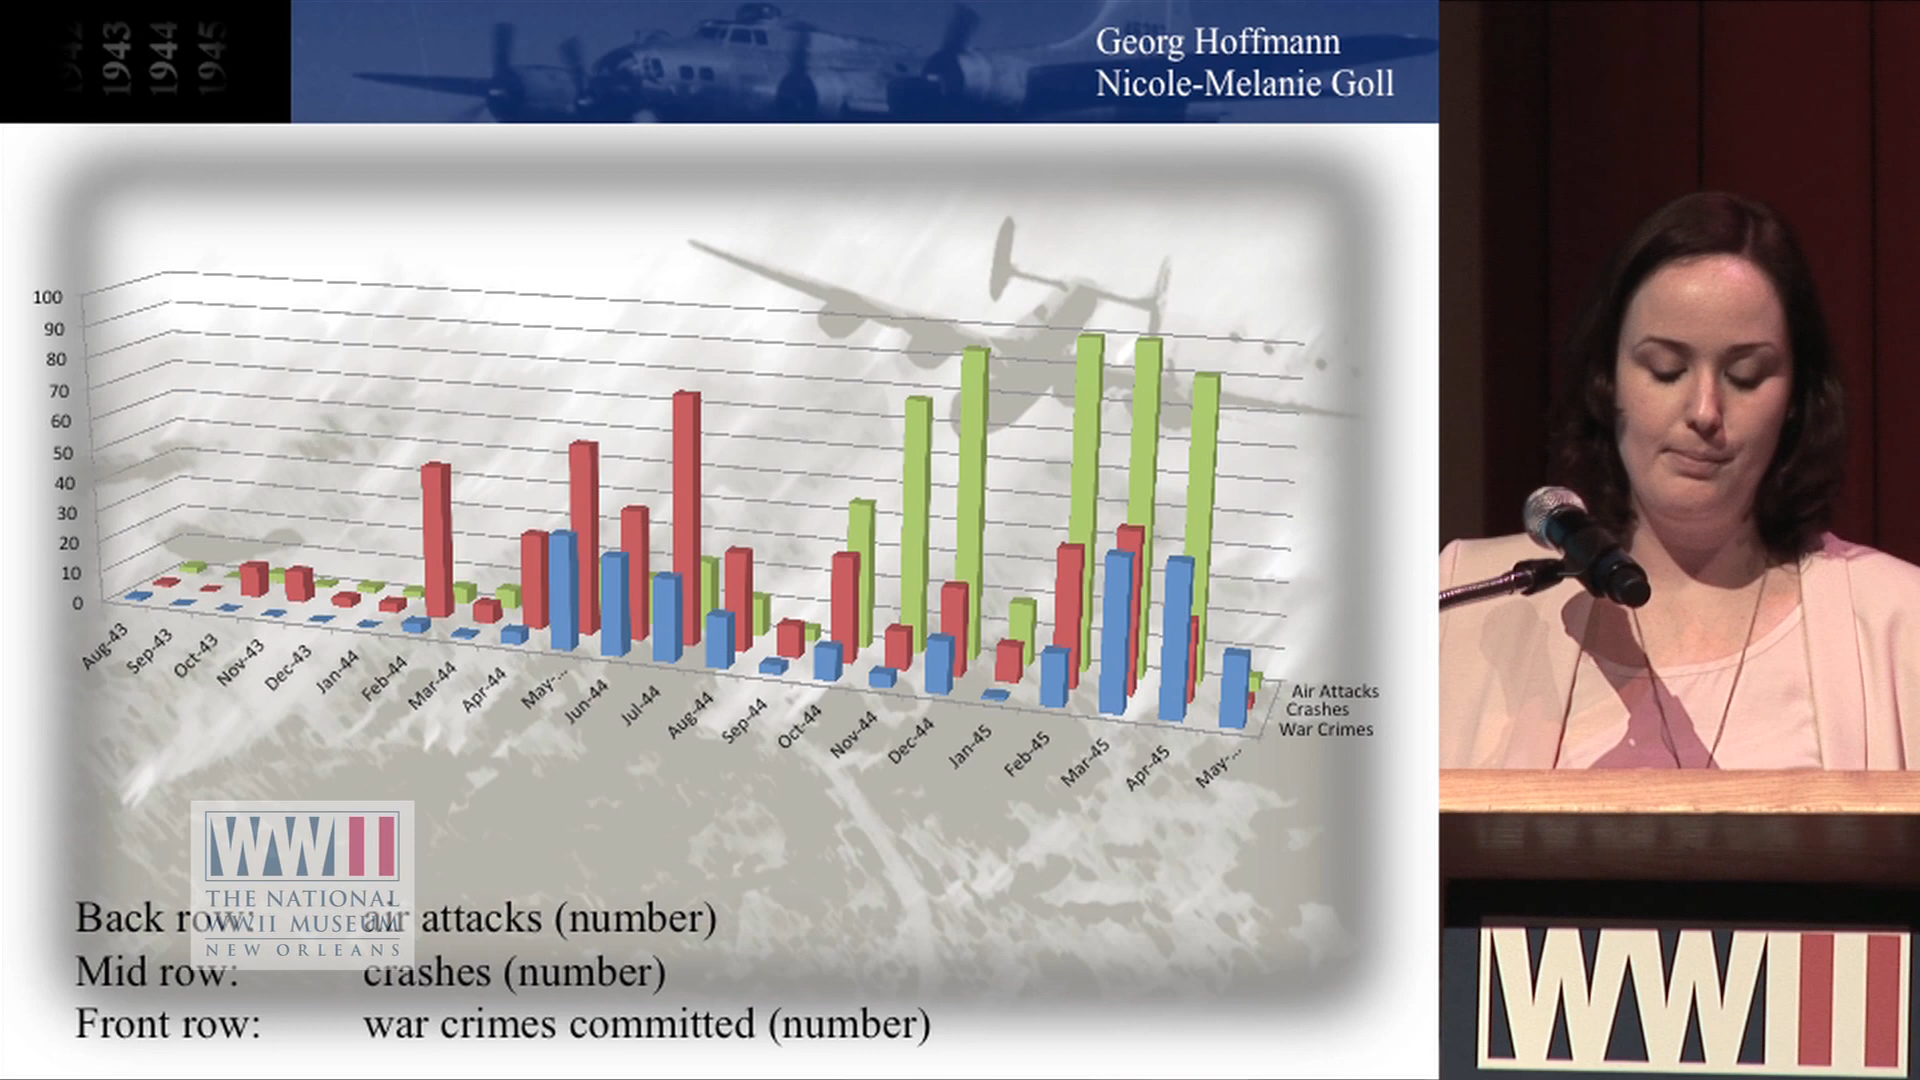 1942
1943
1944
1945
Georg Hoffmann
Nicole-Melanie Goll
100
90
80
70
60
50
40
30
20
10
0
Aug-43
Sep-43
Oct-43
Nov-43
Dec-43
Jan-44
Feb-44
Mar-44
Apr-44
May-...
Jun-44
Jul-44
Aug-44
Sep-44
Oct-44
Nov-44
Dec-44
Jan-45
Feb-45
Mar-45
Apr-45
May-...
Air Attacks
Crashes
War Crimes
WWII
THE NATIONAL
WWII MUSEUM
NEW ORLEANS
Back row: air attacks (number)
Mid row: crashes (number)
Front row: war crimes committed (number)
WWII